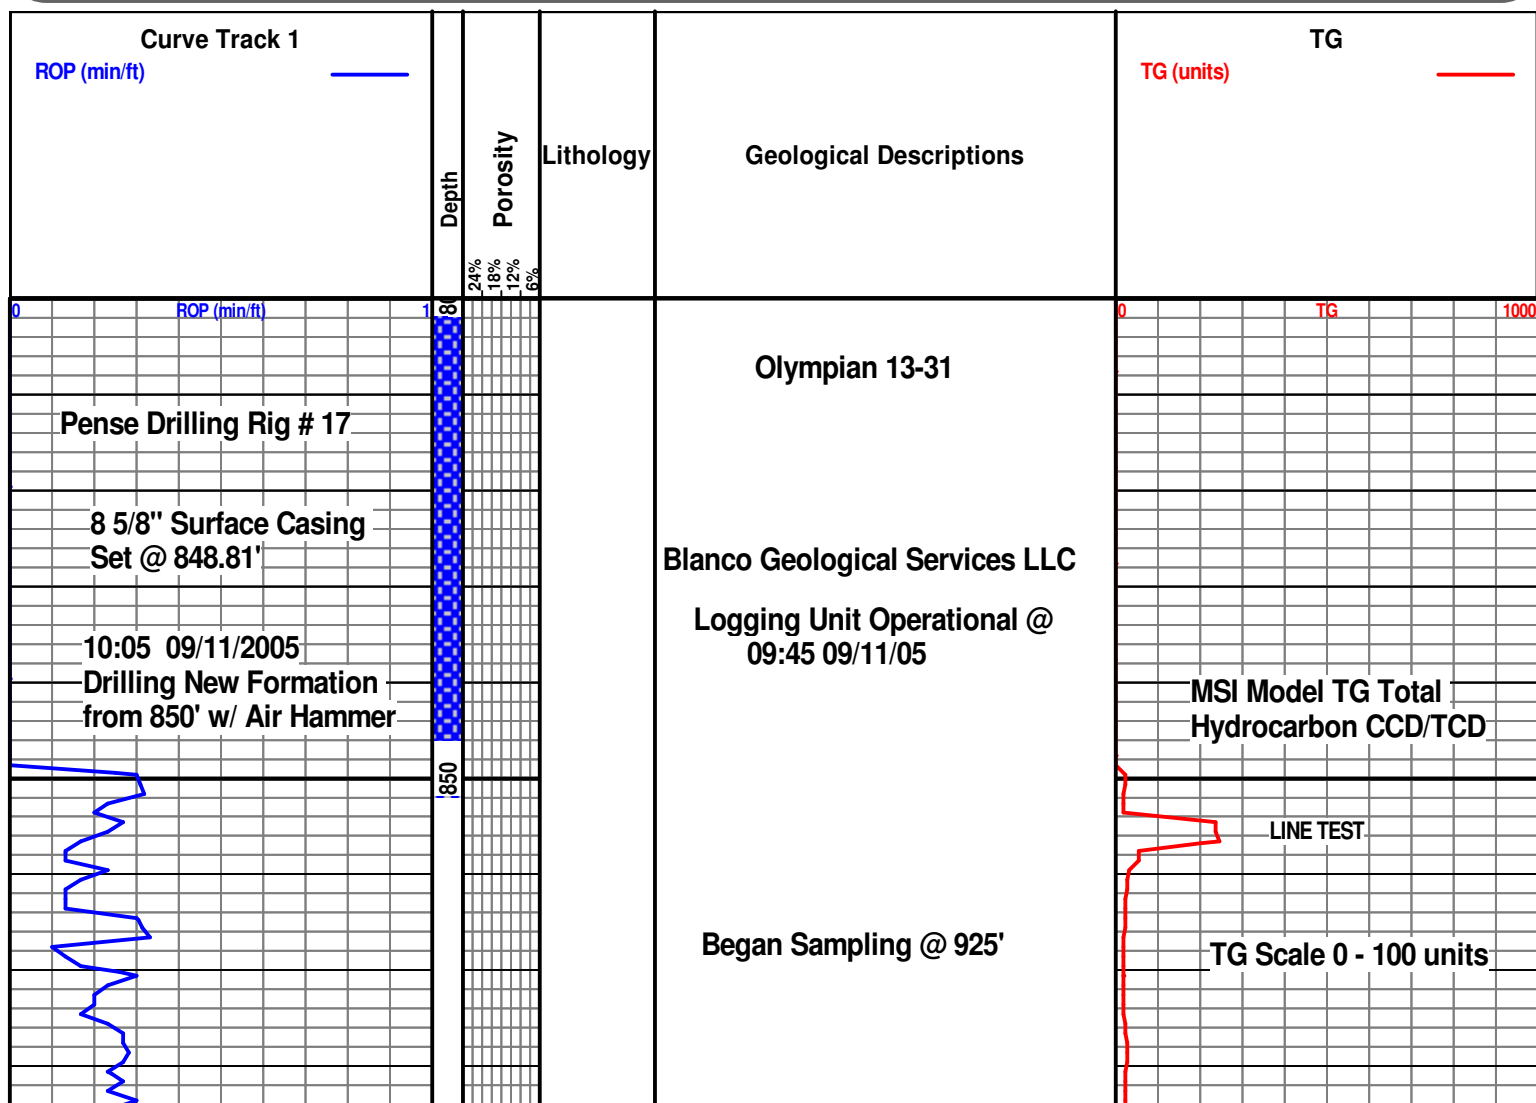 Curve Track 1
ROP (min/ft)
Depth
Porosity
24%
18%
12%
6%
Lithology
Geological Descriptions
TG
TG (units)
0 ROP (min/ft) 1
0 TG 1000
Olympian 13-31
Pense Drilling Rig # 17
8 5/8" Surface Casing
Set @ 848.81'
Blanco Geological Services LLC
Logging Unit Operational @
09:45 09/11/05
10:05 09/11/2005
Drilling New Formation
from 850' w/ Air Hammer
MSI Model TG Total
Hydrocarbon CCD/TCD
850
LINE TEST
Began Sampling @ 925'
TG Scale 0 - 100 units